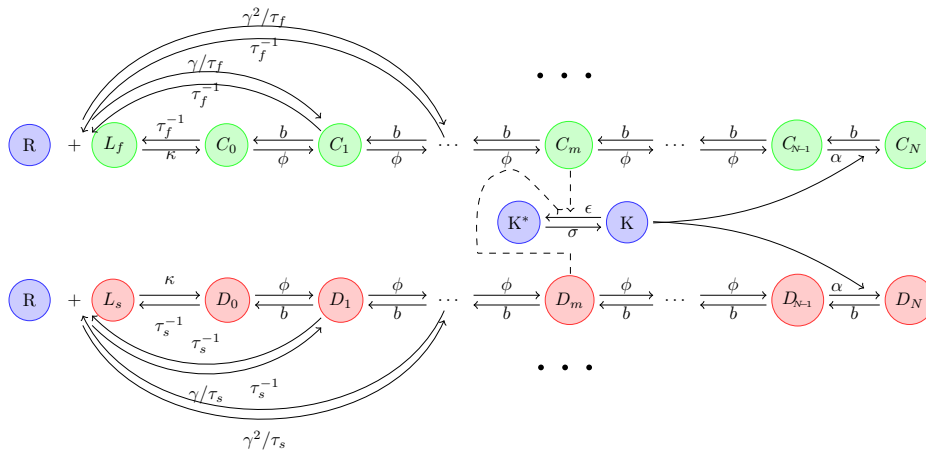 γ²/τ_f
τ_f⁻¹
γ/τ_f
τ_f⁻¹
• • •
τ_f⁻¹ b b b b b b
R + L_f C_0 C_1 ⋯ C_m ⋯ C_{N-1} C_N
κ ϕ ϕ ϕ ϕ ϕ α
K* ϵ K
σ
κ ϕ ϕ ϕ ϕ ϕ α
R + L_s D_0 D_1 ⋯ D_m ⋯ D_{N-1} D_N
τ_s⁻¹ b b b b b b
τ_s⁻¹
• • •
γ/τ_s τ_s⁻¹
γ²/τ_s